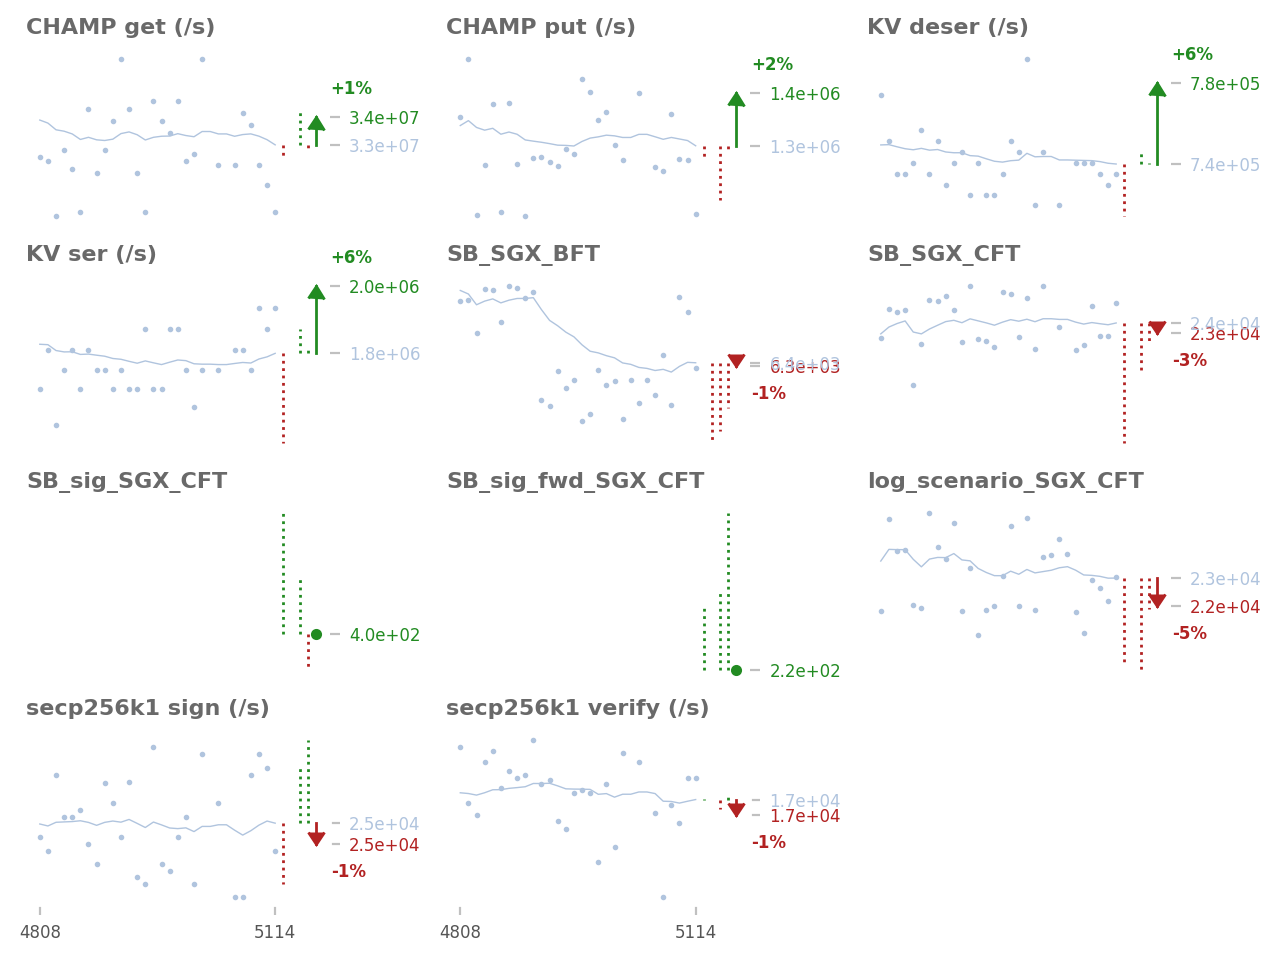 CHAMP get (/s)
+1%
3.4e+07
3.3e+07
CHAMP put (/s)
+2%
1.4e+06
1.3e+06
KV deser (/s)
+6%
7.8e+05
7.4e+05
KV ser (/s)
+6%
2.0e+06
1.8e+06
SB_SGX_BFT
6.4e+03
6.3e+03
-1%
SB_SGX_CFT
2.4e+04
2.3e+04
-3%
SB_sig_SGX_CFT
4.0e+02
SB_sig_fwd_SGX_CFT
2.2e+02
log_scenario_SGX_CFT
2.3e+04
2.2e+04
-5%
secp256k1 sign (/s)
2.5e+04
2.5e+04
-1%
4808
5114
secp256k1 verify (/s)
1.7e+04
1.7e+04
-1%
4808
5114